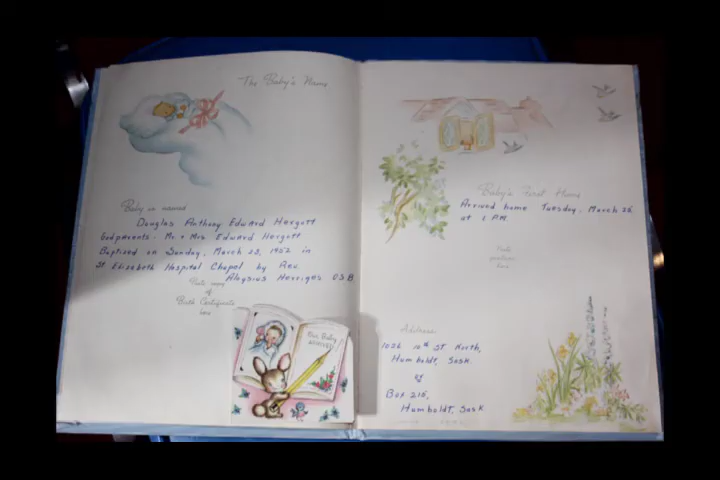 The Baby's Name
Baby is named
Douglas Anthony Edward Hergott
Godparents - Mr. + Mrs Edward Hergott
Baptized on Sunday, March 23, 1952 in
St Elizabeth Hospital Chapel by Rev.
Aloysius Herriges O.S.B
Paste copy
of
Birth Certificate
here
Our Baby
Baby's First Home
Arrived home Tuesday, March 25
at 1 P.M.
Paste
picture
here
Address
1026 10th St. North,
Humboldt, Sask.
or
Box 215,
Humboldt, Sask